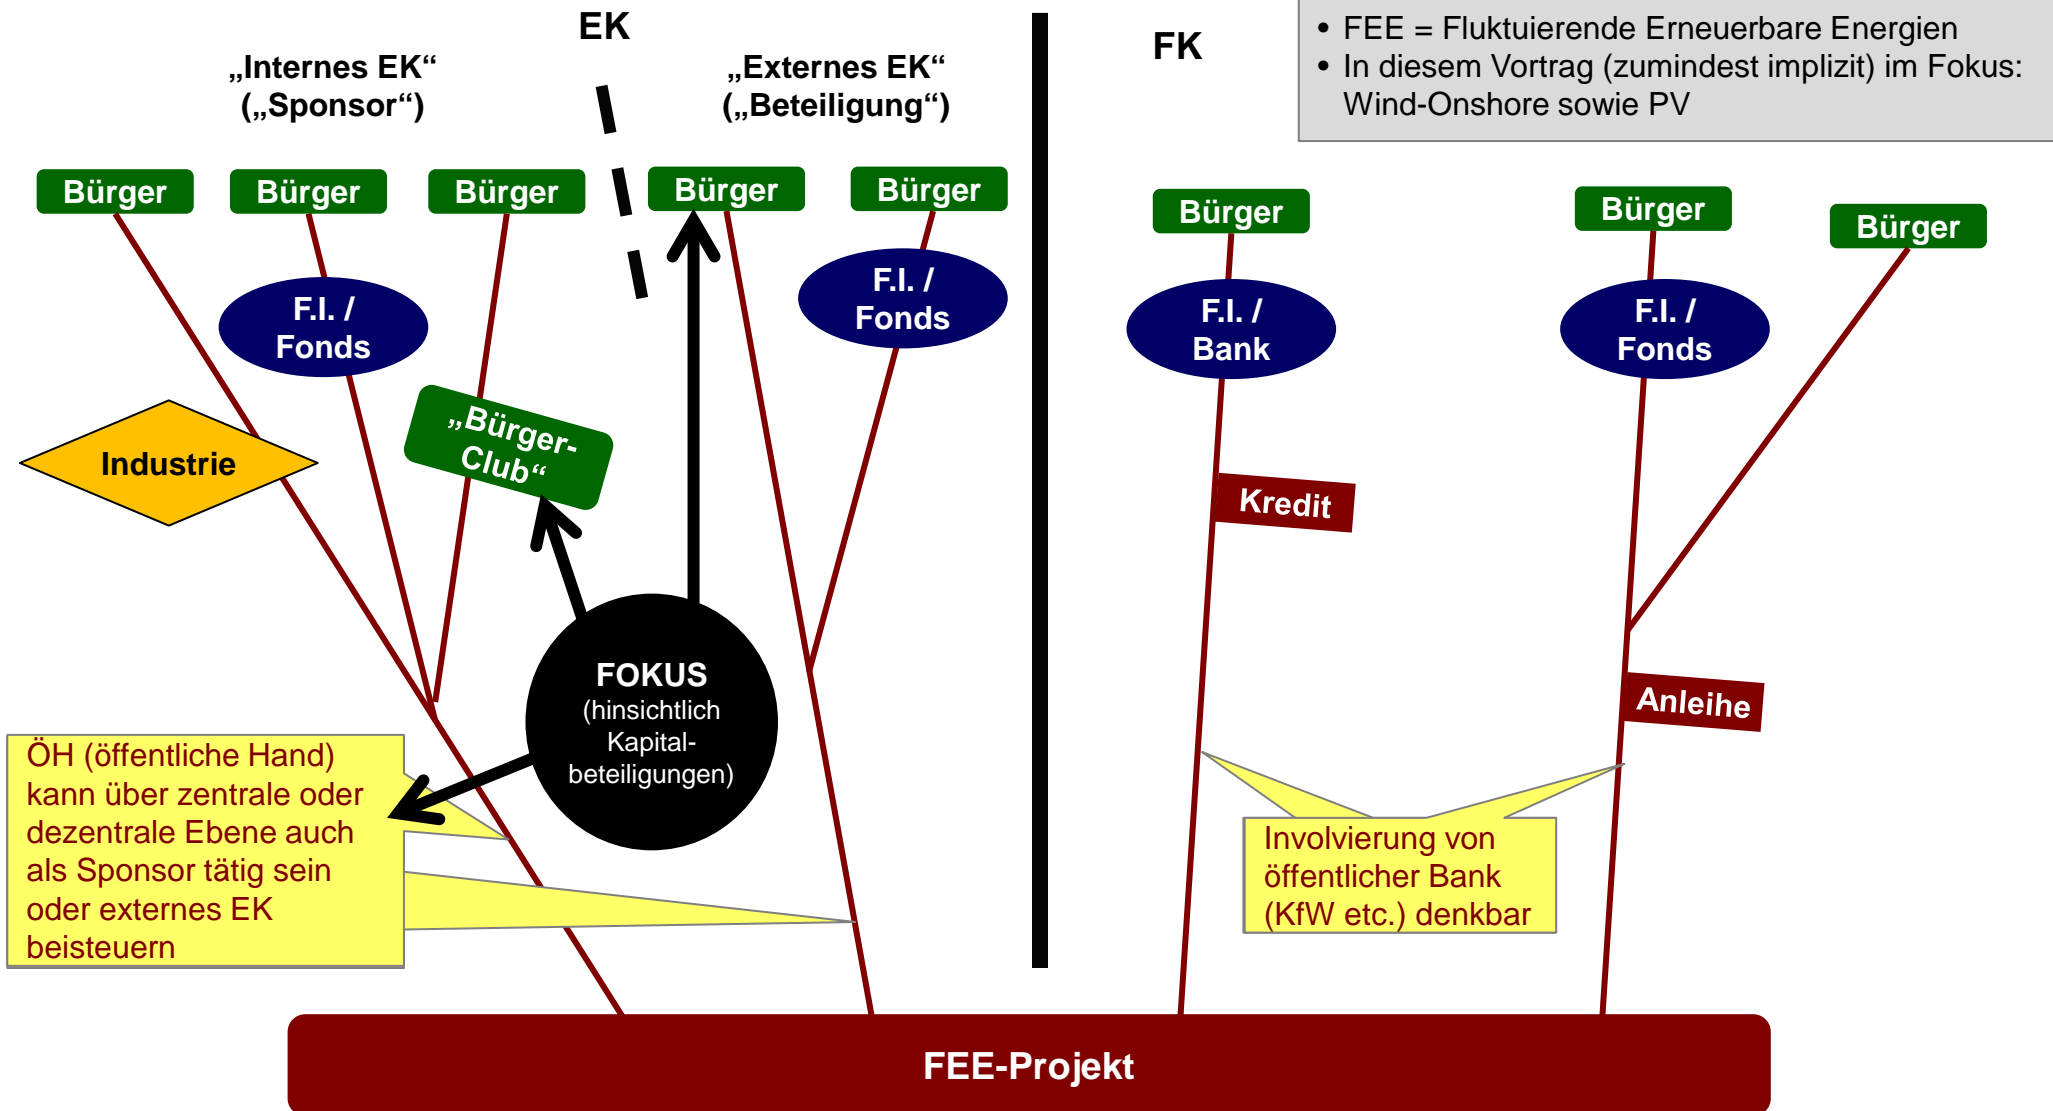 EK
„Internes EK“
(„Sponsor“)
„Externes EK“
(„Beteiligung“)
FK
• FEE = Fluktuierende Erneuerbare Energien
• In diesem Vortrag (zumindest implizit) im Fokus:
Wind-Onshore sowie PV
Bürger
Bürger
Bürger
Bürger
Bürger
Bürger
Bürger
Bürger
F.I. /
Fonds
F.I. /
Fonds
F.I. /
Bank
F.I. /
Fonds
Industrie
„Bürger-
Club“
Kredit
FOKUS
(hinsichtlich
Kapital-
beteiligungen)
Anleihe
ÖH (öffentliche Hand)
kann über zentrale oder
dezentrale Ebene auch
als Sponsor tätig sein
oder externes EK
beisteuern
Involvierung von
öffentlicher Bank
(KfW etc.) denkbar
FEE-Projekt